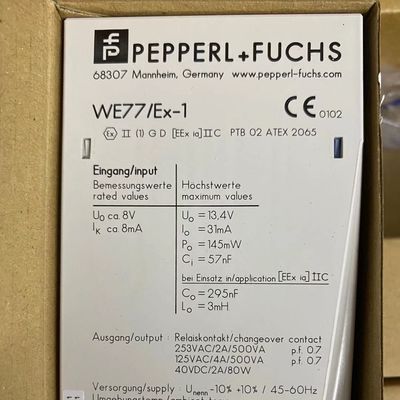 PEPPERL+FUCHS
68307 Mannheim, Germany www.pepperl-fuchs.com
WE77/Ex-1 CE 0102
Ex II (1) G D [EEx ia] IIC PTB 02 ATEX 2065
Eingang/input
Bemessungswerte Höchstwerte
rated values maximum values
U₀ ca. 8V U₀ = 13,4V
Iₖ ca. 8mA I₀ = 31mA
P₀ = 145mW
Cᵢ = 57nF
bei Einsatz in/application [EEx ia] IIC
C₀ = 295nF
L₀ = 3mH
Ausgang/output : Relaiskontakt/changeover contact
253VAC/2A/500VA p.f. 0.7
125VAC/4A/500VA p.f. 0.7
40VDC/2A/80W
Versorgung/supply : Unenn -10% +10% / 45-60Hz
Umgebungstemp./ambient